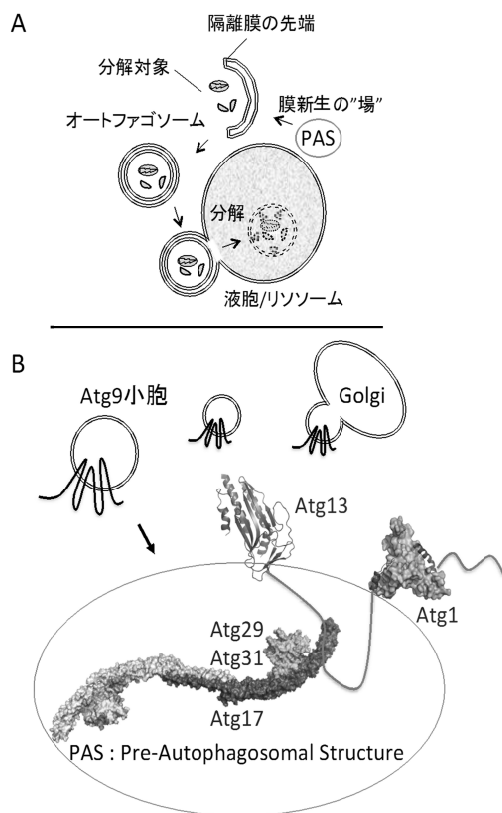 A
隔離膜の先端
分解対象
膜新生の”場”
オートファゴソーム
PAS
分解
液胞/リソソーム
B
Atg9小胞
Golgi
Atg13
Atg1
Atg29
Atg31
Atg17
PAS : Pre-Autophagosomal Structure